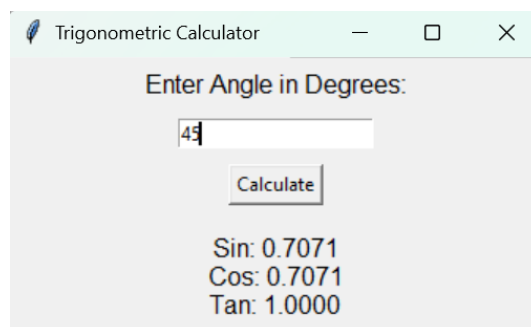 Trigonometric Calculator
Enter Angle in Degrees:
45
Calculate
Sin: 0.7071
Cos: 0.7071
Tan: 1.0000